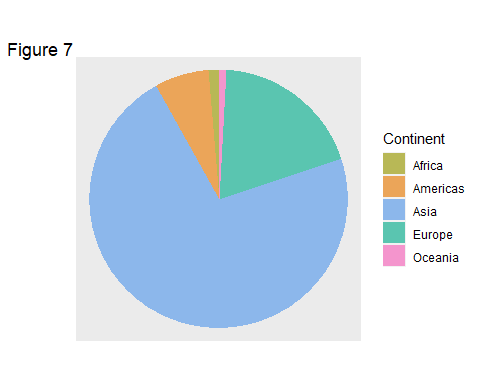 Figure 7
Continent
Africa
Americas
Asia
Europe
Oceania